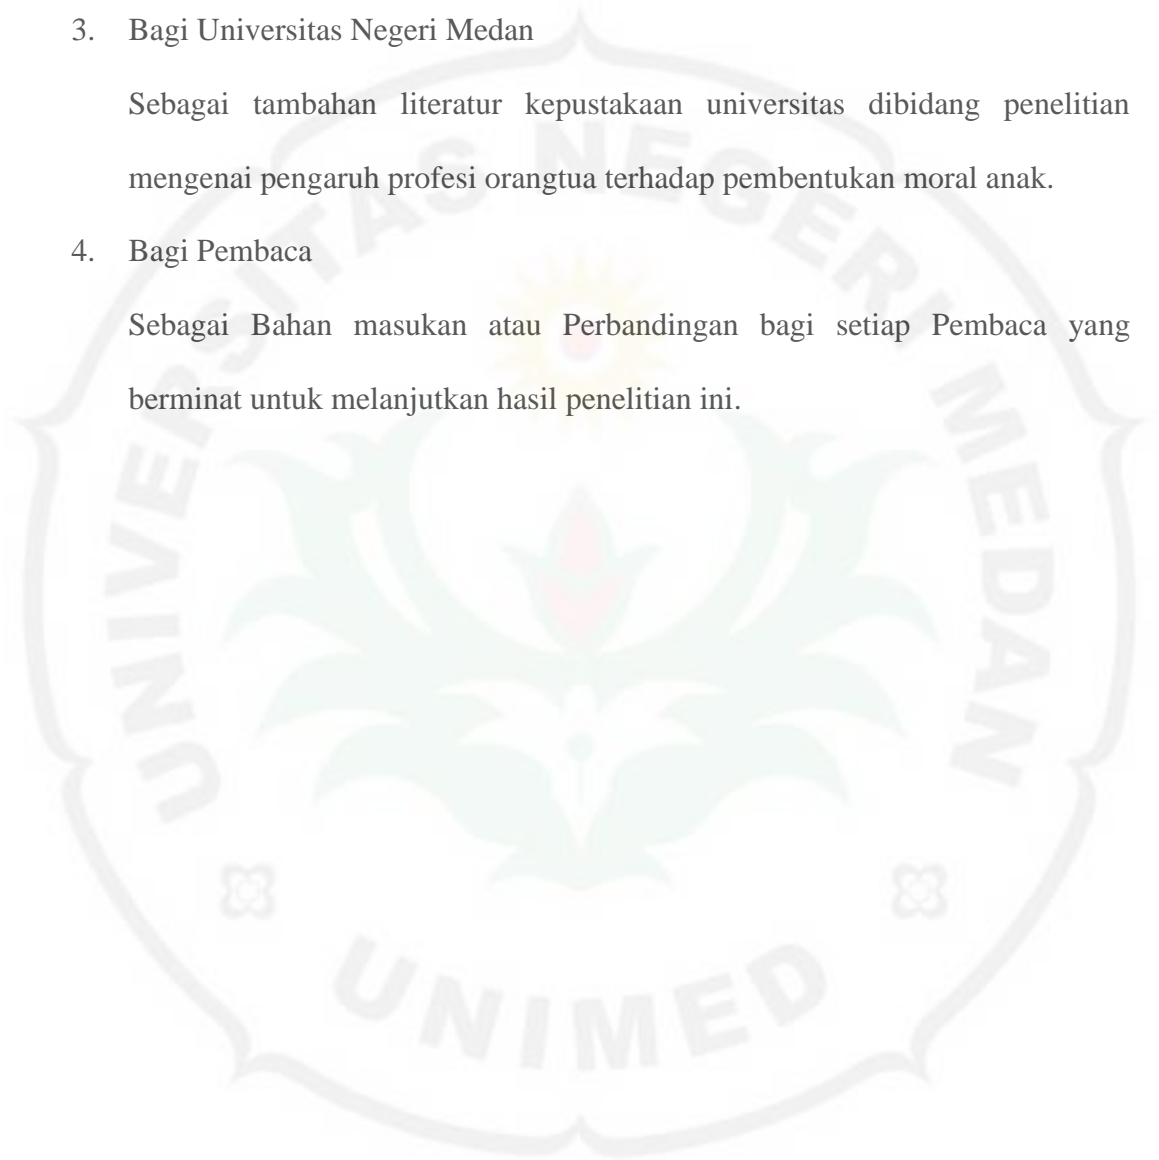 3. Bagi Universitas Negeri Medan
Sebagai tambahan literatur kepustakaan universitas dibidang penelitian
mengenai pengaruh profesi orangtua terhadap pembentukan moral anak.
4. Bagi Pembaca
Sebagai Bahan masukan atau Perbandingan bagi setiap Pembaca yang
berminat untuk melanjutkan hasil penelitian ini.
UNIVERSITAS NEGERI MEDAN
UNIMED